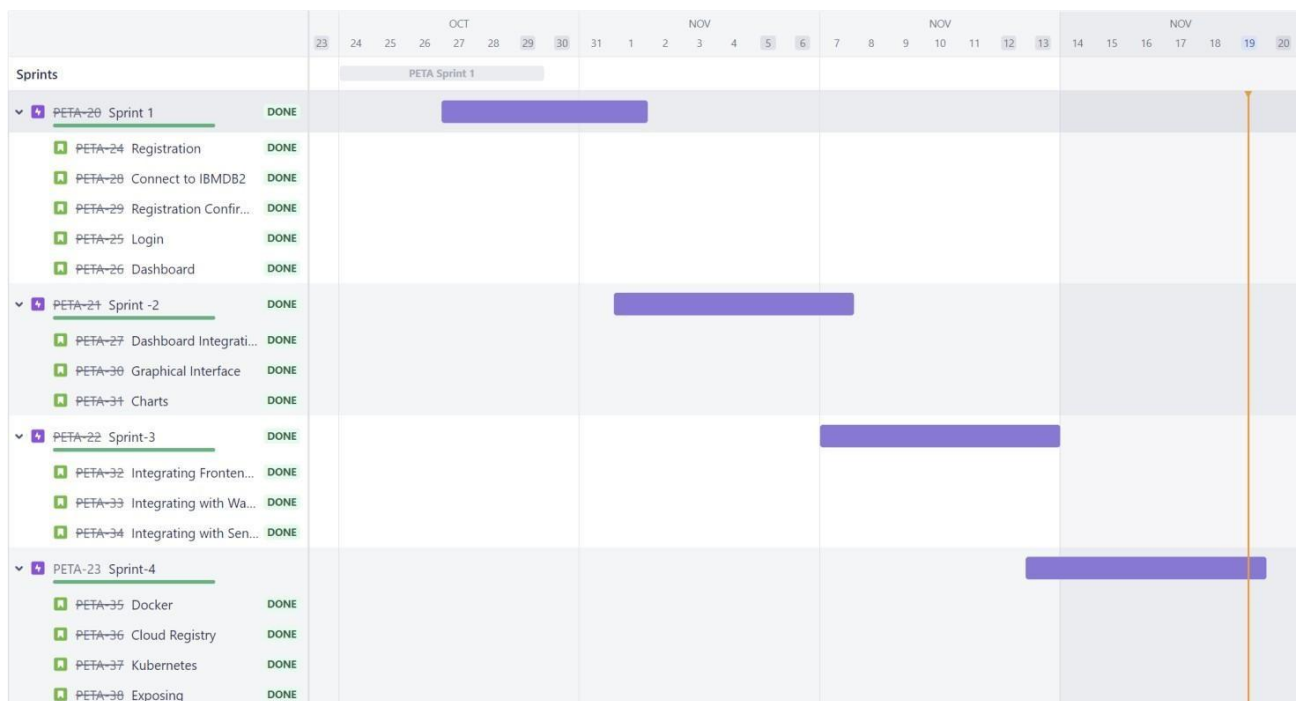 OCT NOV NOV NOV
23 24 25 26 27 28 29 30 31 1 2 3 4 5 6 7 8 9 10 11 12 13 14 15 16 17 18 19 20
Sprints PETA Sprint 1
PETA-20 Sprint 1 DONE
PETA-24 Registration DONE
PETA-28 Connect to IBMDB2 DONE
PETA-29 Registration Confir... DONE
PETA-25 Login DONE
PETA-26 Dashboard DONE
PETA-21 Sprint -2 DONE
PETA-27 Dashboard Integrati... DONE
PETA-30 Graphical Interface DONE
PETA-31 Charts DONE
PETA-22 Sprint-3 DONE
PETA-32 Integrating Fronten... DONE
PETA-33 Integrating with Wa... DONE
PETA-34 Integrating with Sen... DONE
PETA-23 Sprint-4
PETA-35 Docker DONE
PETA-36 Cloud Registry DONE
PETA-37 Kubernetes DONE
PETA-38 Exposing DONE